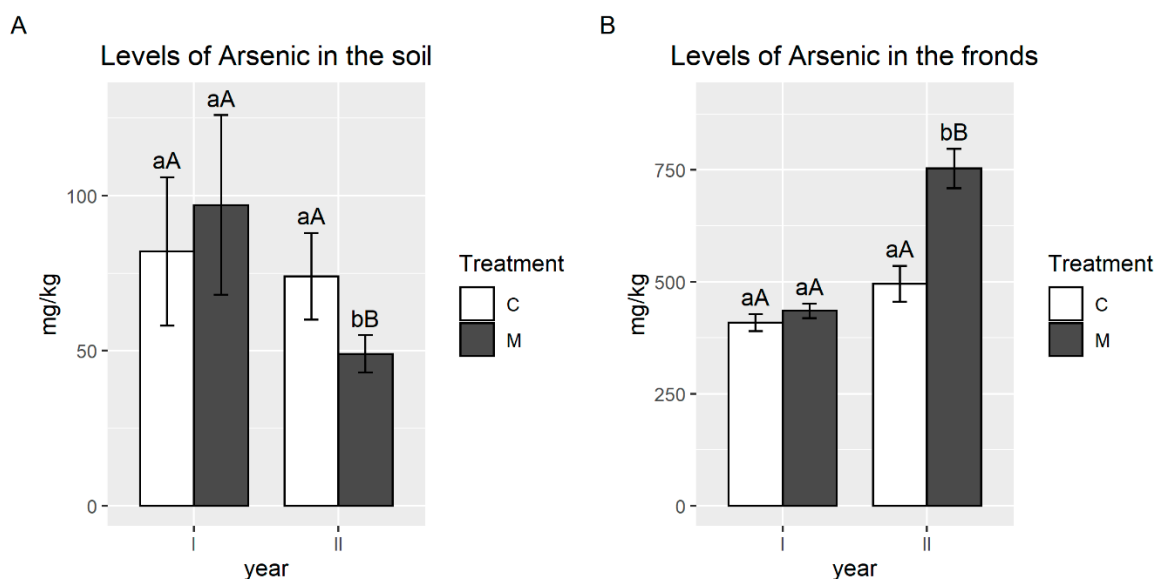 A
Levels of Arsenic in the soil
aA
aA
aA
bB
100
50
0
mg/kg
I
II
year
Treatment
C
M
B
Levels of Arsenic in the fronds
bB
aA
aA
aA
750
500
250
0
mg/kg
I
II
year
Treatment
C
M